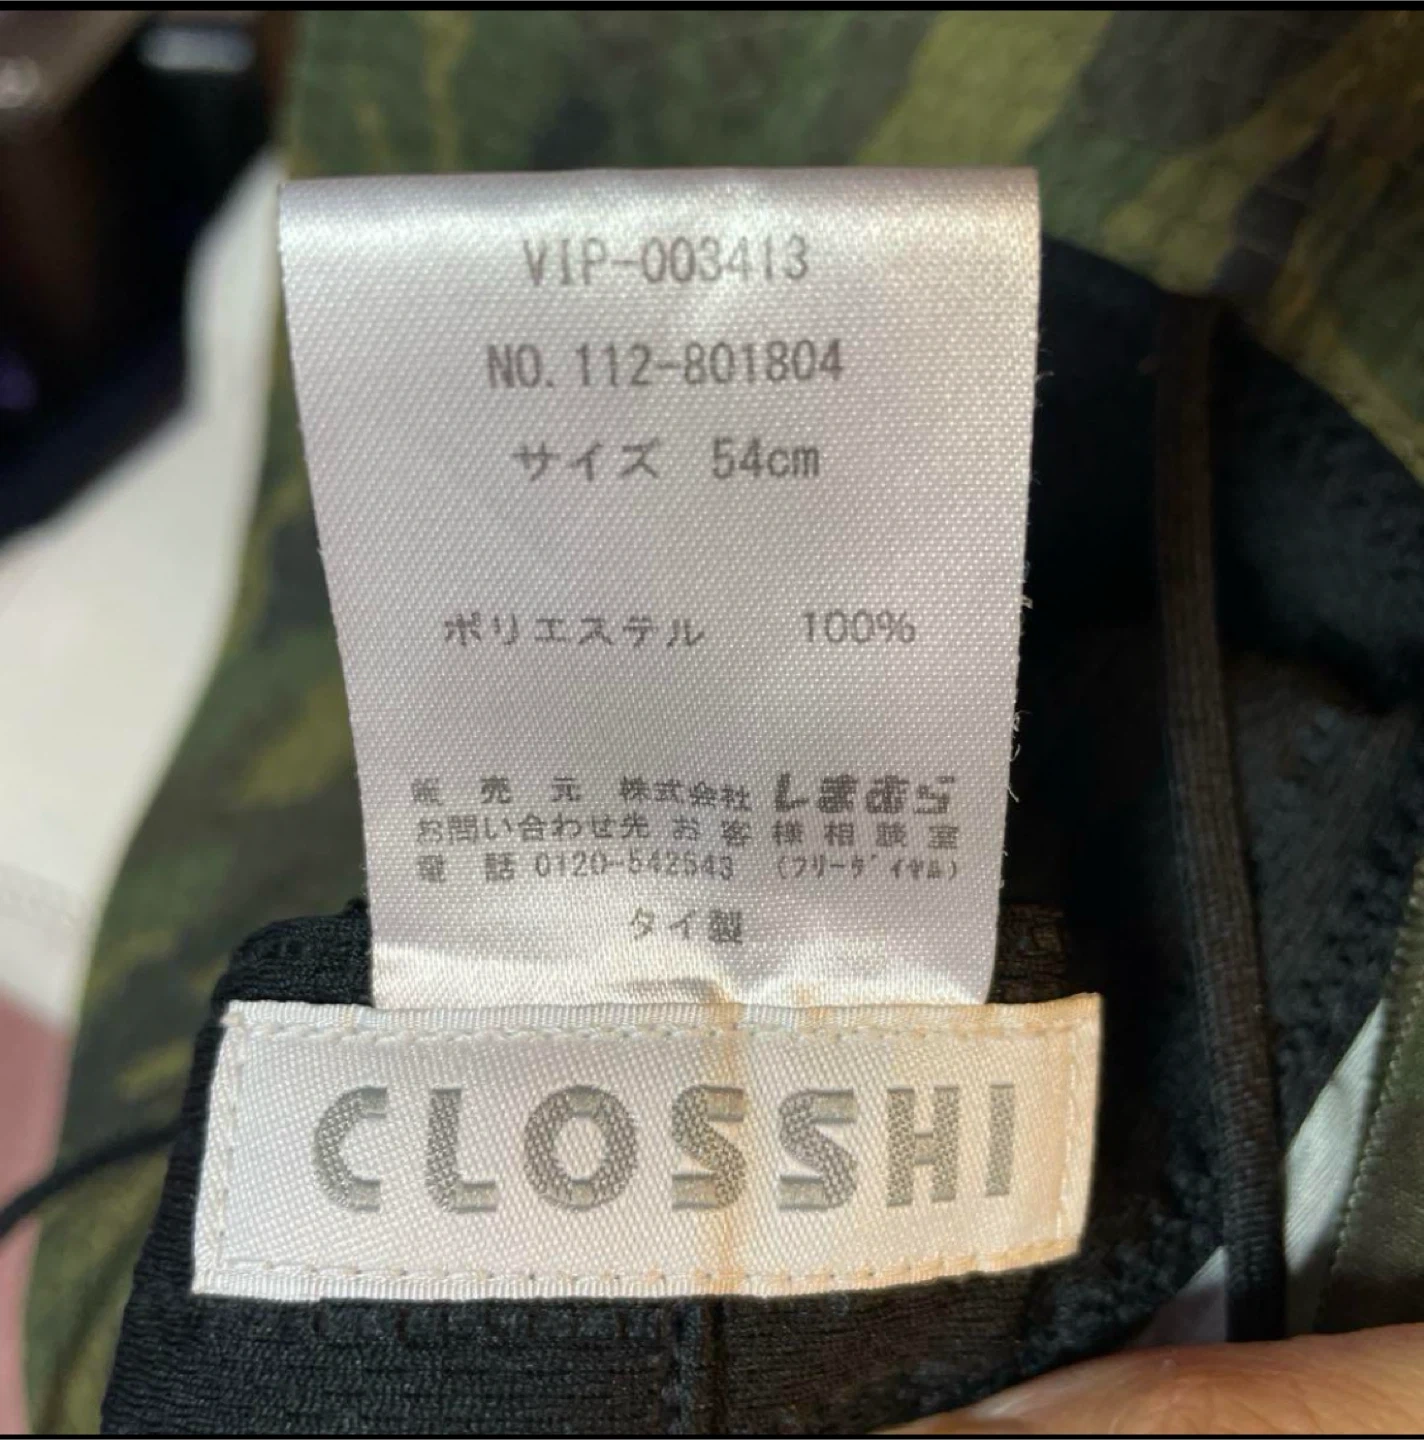 VIP-003413
NO. 112-801804
サイズ 54cm
ポリエステル 100%
販売元 株式会社 しまむら
お問い合わせ先 お客様相談室
電話 0120-542543 (フリーダイヤル)
タイ製
CLOSSHI